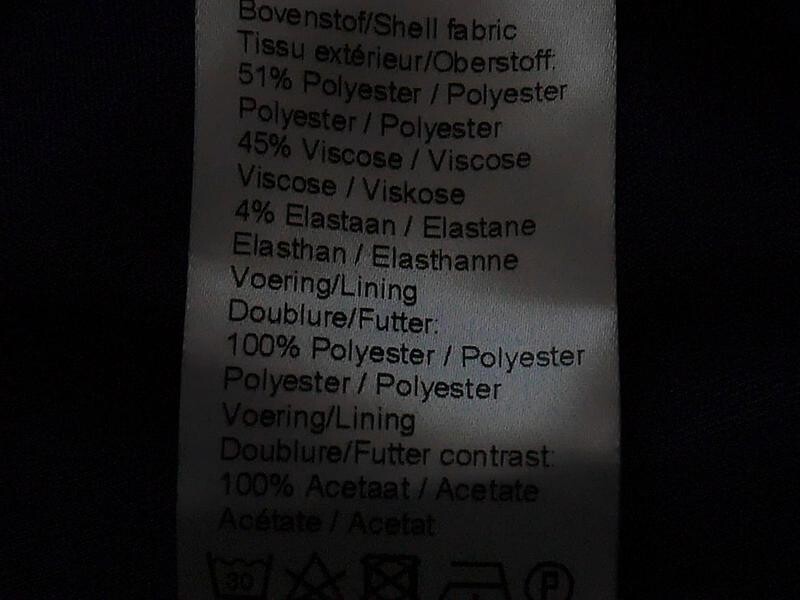 Bovenstof/Shell fabric
Tissu extérieur/Oberstoff:
51% Polyester / Polyester
Polyester / Polyester
45% Viscose / Viscose
Viscose / Viskose
4% Elastaan / Elastane
Elasthan / Elasthanne
Voering/Lining
Doublure/Futter:
100% Polyester / Polyester
Polyester / Polyester
Voering/Lining
Doublure/Futter contrast:
100% Acetaat / Acetate
Acétate / Acetat
30 P